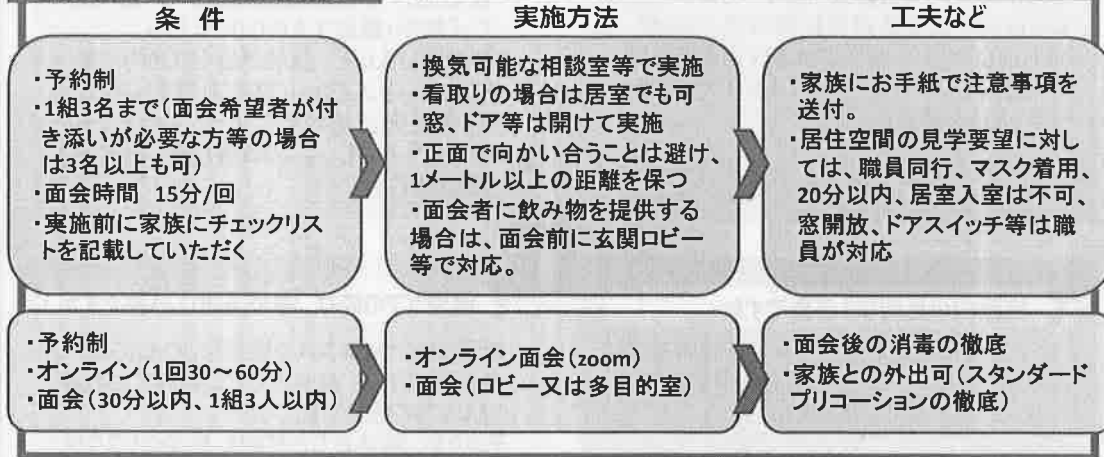 条 件
実施方法
工夫など
・予約制
・1組3名まで(面会希望者が付
き添いが必要な方等の場合
は3名以上も可)
・面会時間 15分/回
・実施前に家族にチェックリス
トを記載していただく
・換気可能な相談室等で実施
・看取りの場合は居室でも可
・窓、ドア等は開けて実施
・正面で向かい合うことは避け、
1メートル以上の距離を保つ
・面会者に飲み物を提供する
場合は、面会前に玄関ロビー
等で対応。
・家族にお手紙で注意事項を
送付。
・居住空間の見学要望に対し
ては、職員同行、マスク着用、
20分以内、居室入室は不可、
窓開放、ドアスイッチ等は職
員が対応
・予約制
・オンライン(1回30～60分)
・面会(30分以内、1組3人以内)
・オンライン面会(zoom)
・面会(ロビー又は多目的室)
・面会後の消毒の徹底
・家族との外出可(スタンダード
プリコーションの徹底)